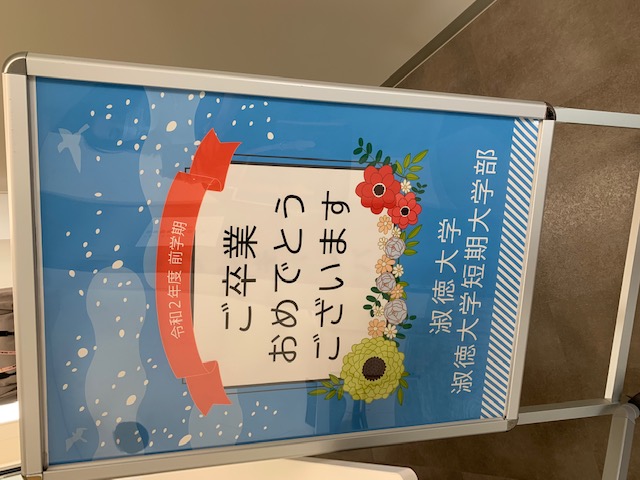 令和2年度 前学期
ご卒業
おめでとう
ございます
淑徳大学
淑徳大学短期大学部